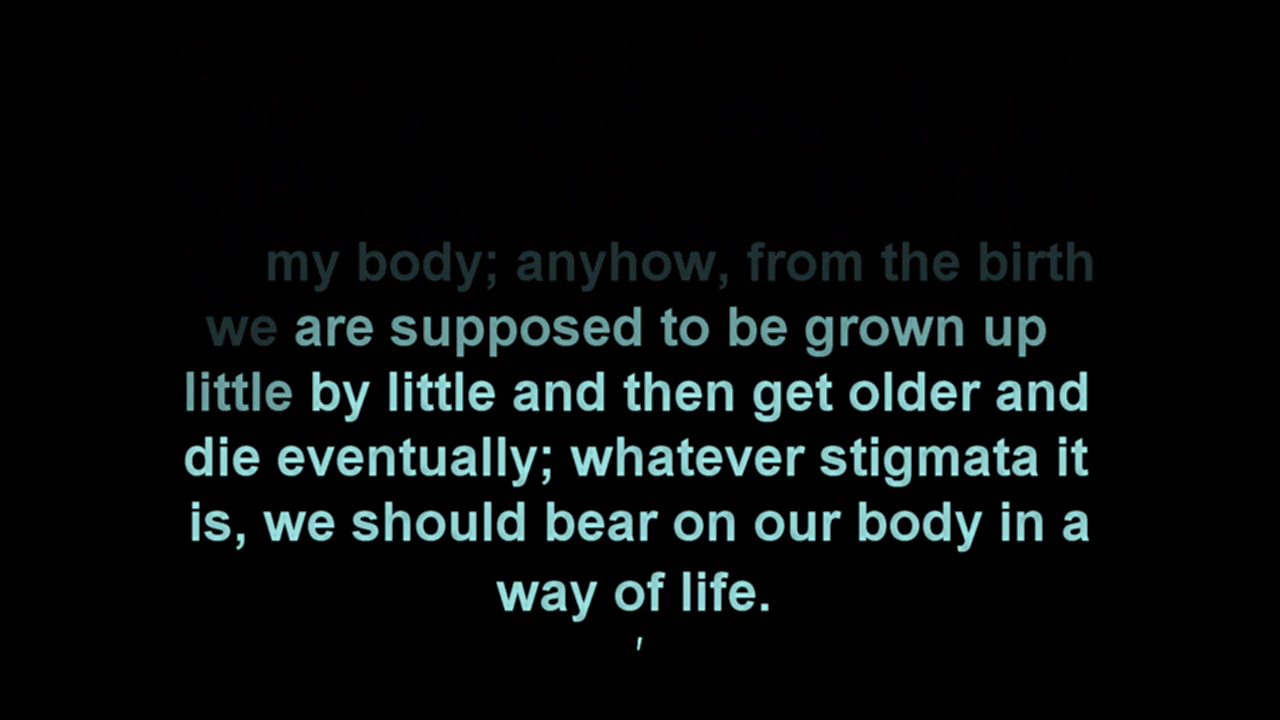 my body; anyhow, from the birth
we are supposed to be grown up
little by little and then get older and
die eventually; whatever stigmata it
is, we should bear on our body in a
way of life.
'